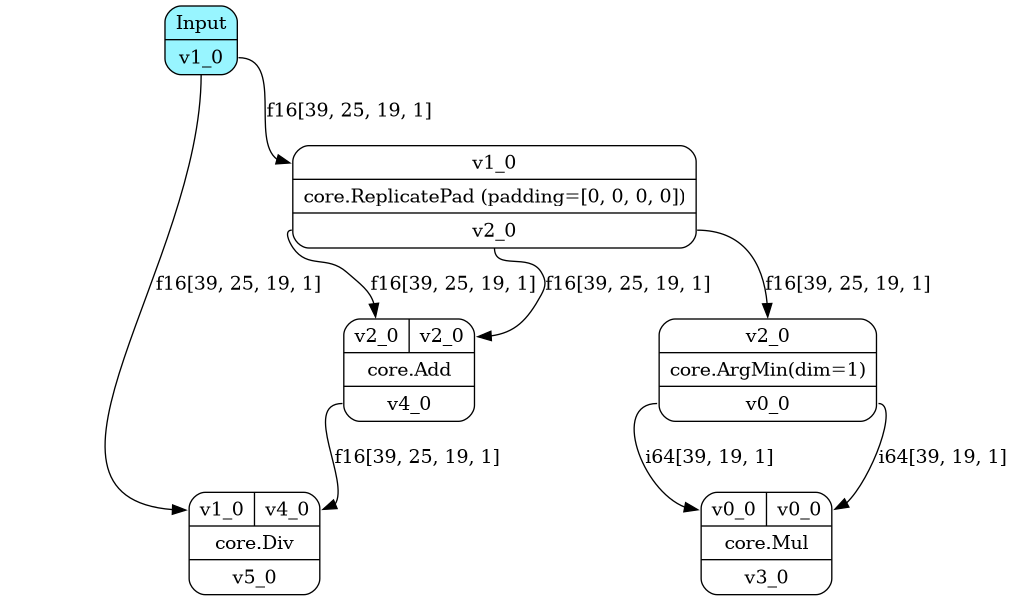 Input
v1_0
f16[39, 25, 19, 1]
v1_0
core.ReplicatePad (padding=[0, 0, 0, 0])
v2_0
f16[39, 25, 19, 1]
f16[39, 25, 19, 1]
f16[39, 25, 19, 1]
f16[39, 25, 19, 1]
v2_0 v2_0
core.Add
v4_0
v2_0
core.ArgMin(dim=1)
v0_0
f16[39, 25, 19, 1]
i64[39, 19, 1]
i64[39, 19, 1]
v1_0 v4_0
core.Div
v5_0
v0_0 v0_0
core.Mul
v3_0